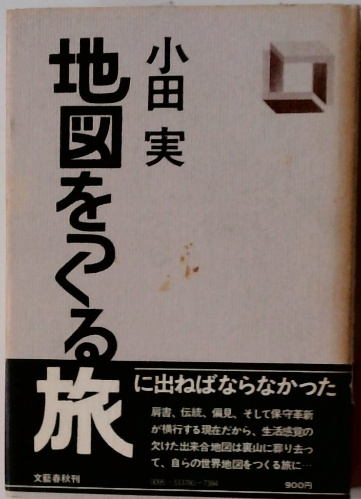 小田 実
地図をつくる旅
に出ねばならなかった
肩書、伝統、偏見、そして保守革新
が横行する現在だから、生活感覚の
欠けた出来合地図は裏山に葬り去っ
て、自らの世界地図をつくる旅に…
文藝春秋刊
900円